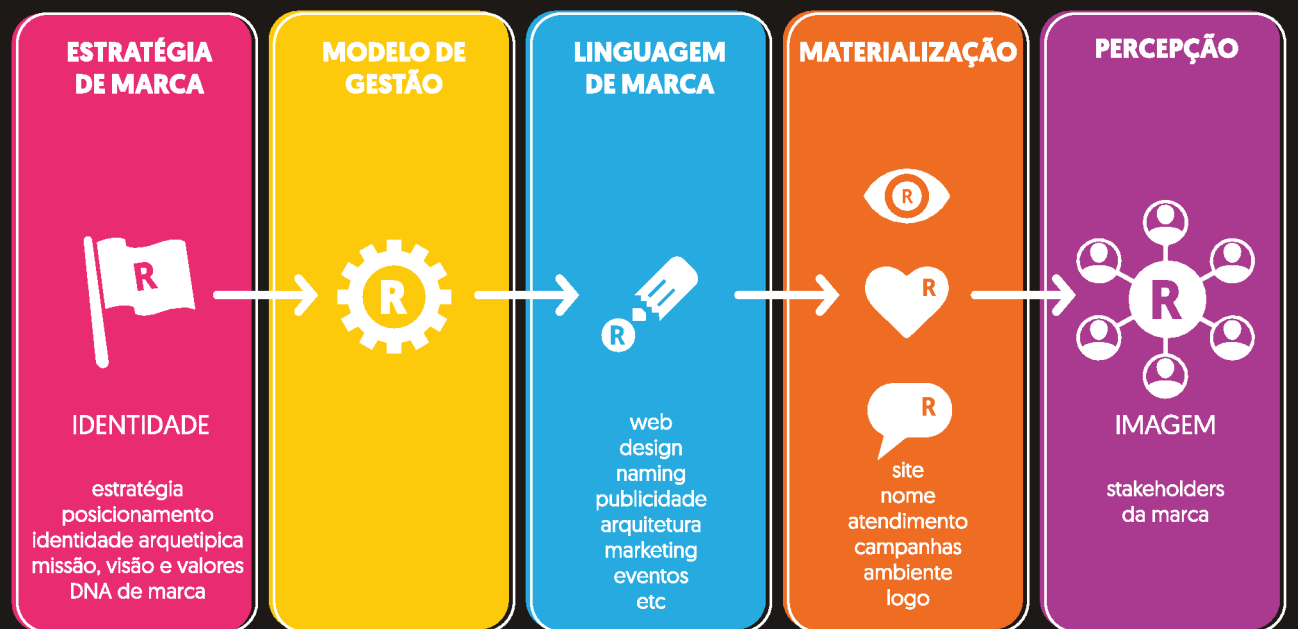 ESTRATÉGIA
DE MARCA
R
IDENTIDADE
estratégia
posicionamento
identidade arquetipica
missão, visão e valores
DNA de marca
MODELO DE
GESTÃO
R
LINGUAGEM
DE MARCA
R
web
design
naming
publicidade
arquitetura
marketing
eventos
etc
MATERIALIZAÇÃO
R
R
R
site
nome
atendimento
campanhas
ambiente
logo
PERCEPÇÃO
R
IMAGEM
stakeholders
da marca